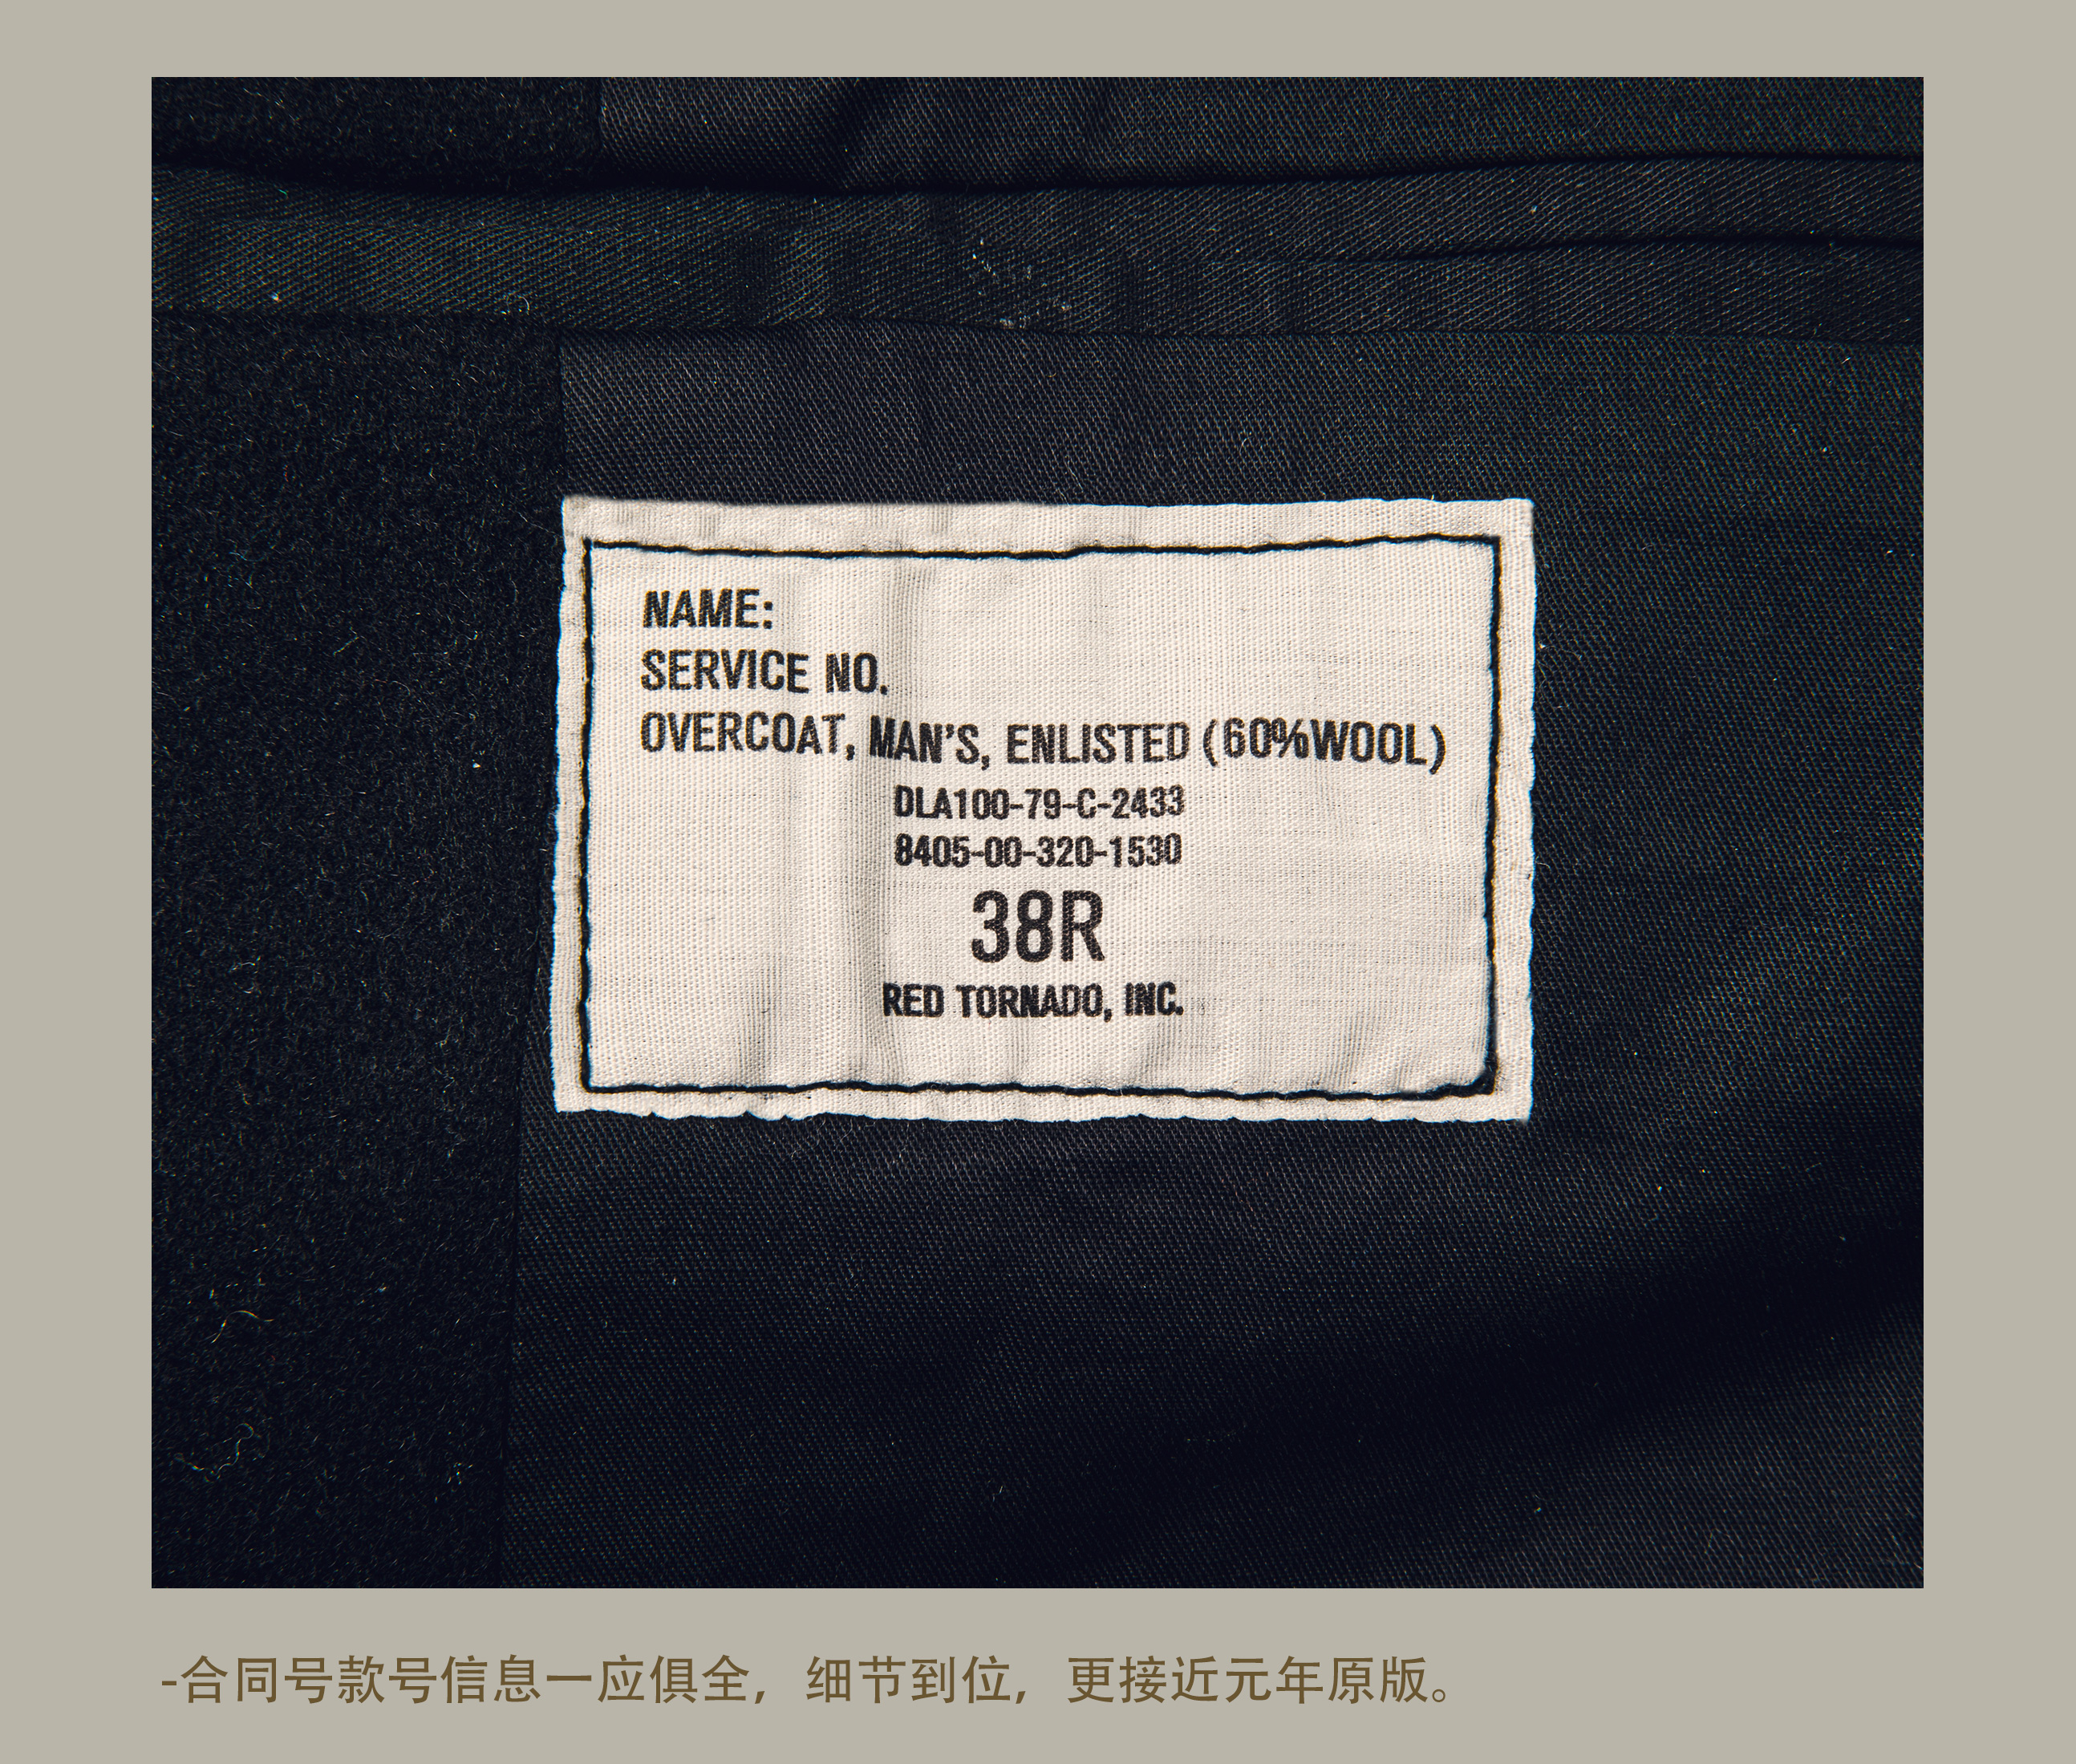 NAME:
SERVICE NO.
OVERCOAT, MAN'S, ENLISTED (60%WOOL)
DLA100-79-C-2433
8405-00-320-1530
38R
RED TORNADO, INC.
-合同号款号信息一应俱全，细节到位，更接近元年原版。